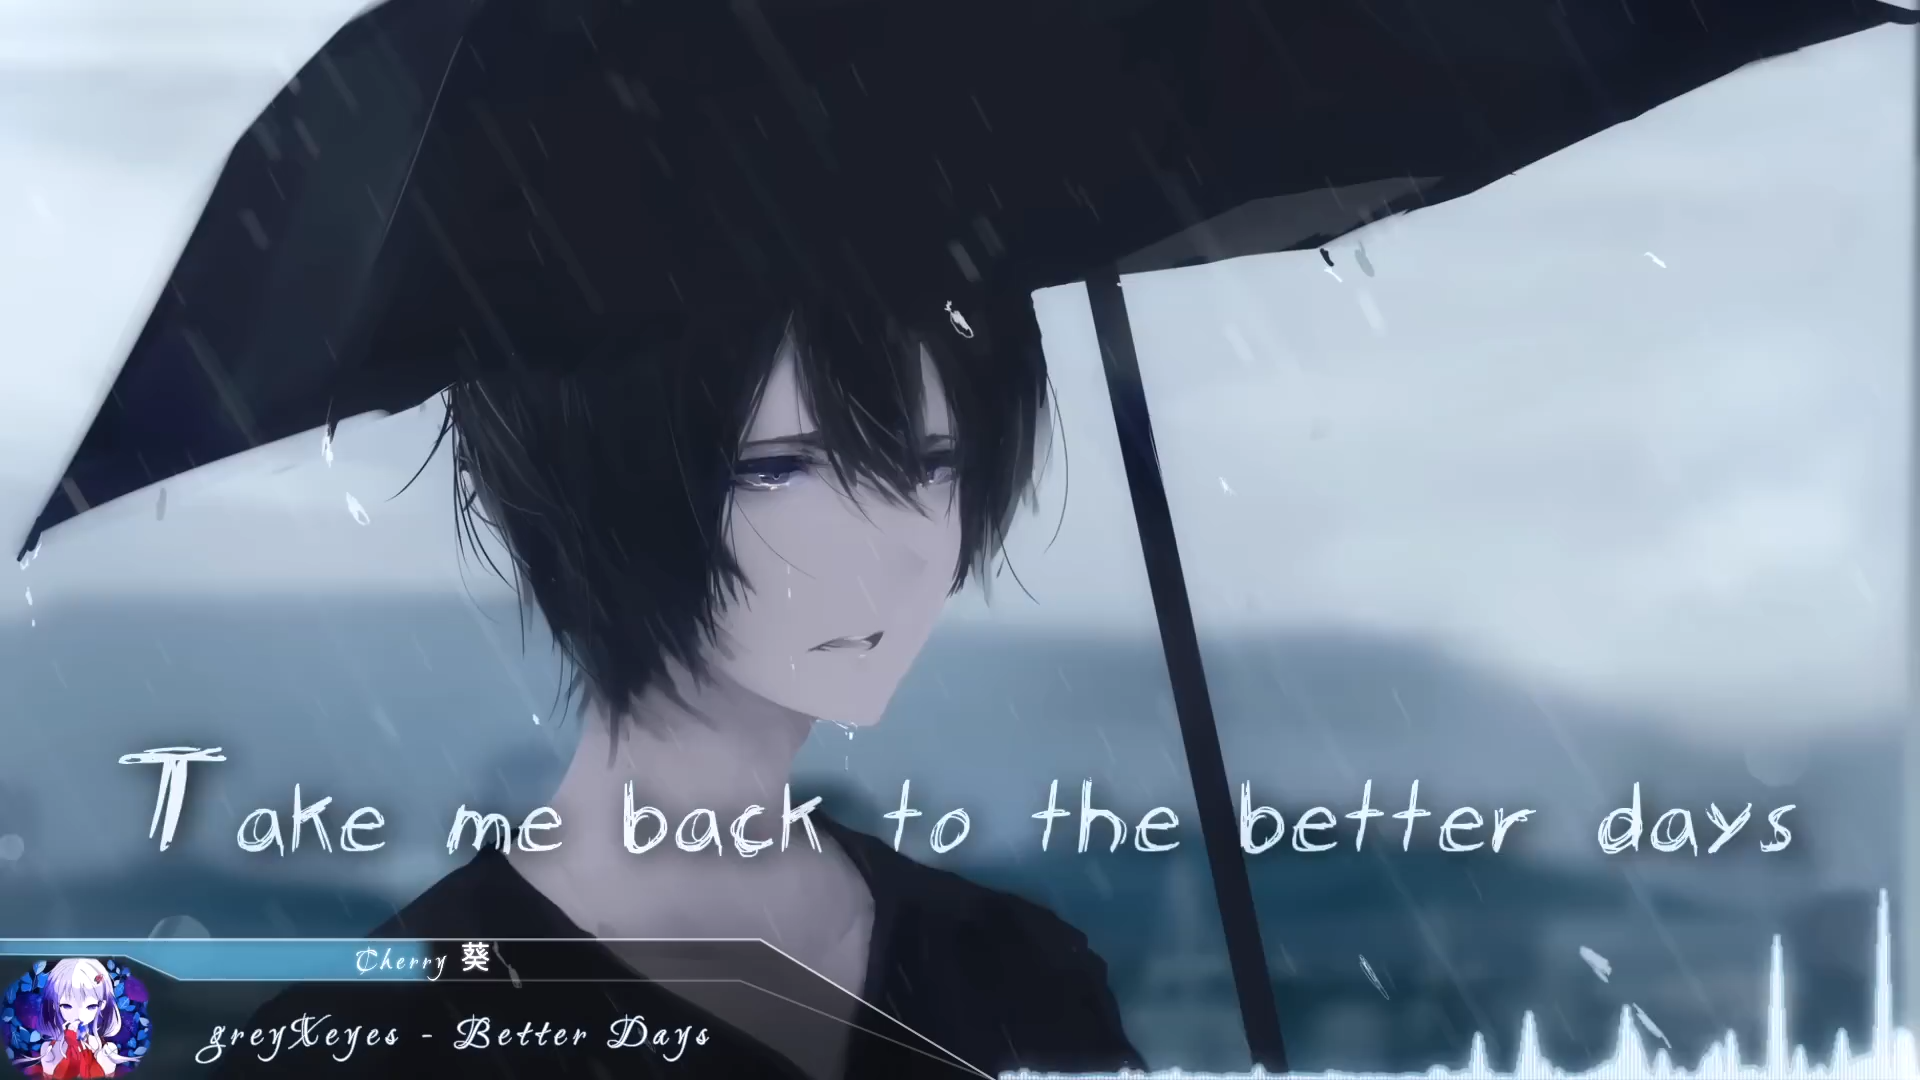 Take me back to the better days
Cherry 葵
greyXeyes - Better Days